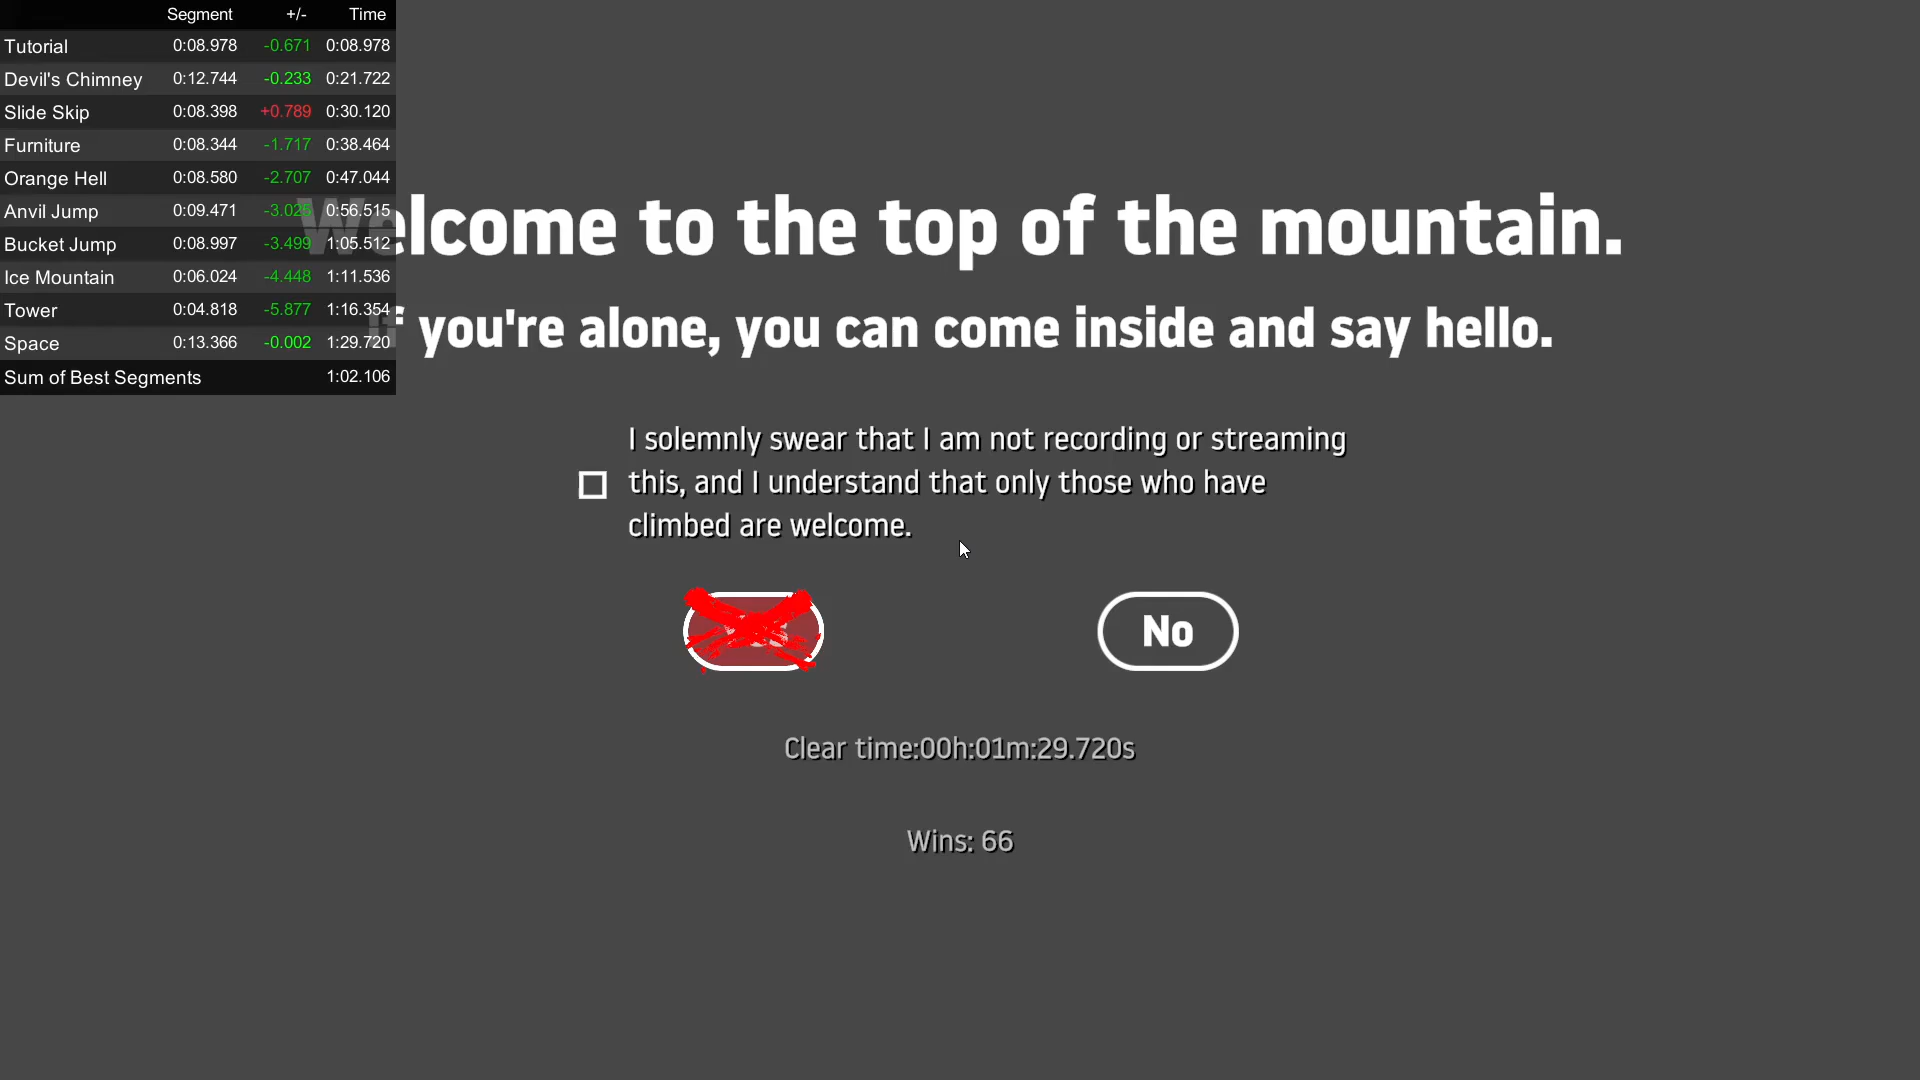 Segment +/- Time
Tutorial 0:08.978 -0.671 0:08.978
Devil's Chimney 0:12.744 -0.233 0:21.722
Slide Skip 0:08.398 +0.789 0:30.120
Furniture 0:08.344 -1.717 0:38.464
Orange Hell 0:08.580 -2.707 0:47.044
Anvil Jump 0:09.471 -3.025 0:56.515
Bucket Jump 0:08.997 -3.499 1:05.512
Ice Mountain 0:06.024 -4.448 1:11.536
Tower 0:04.818 -5.877 1:16.354
Space 0:13.366 -0.002 1:29.720
Sum of Best Segments 1:02.106
Welcome to the top of the mountain.
If you're alone, you can come inside and say hello.
I solemnly swear that I am not recording or streaming
this, and I understand that only those who have
climbed are welcome.
No
Clear time:00h:01m:29.720s
Wins: 66